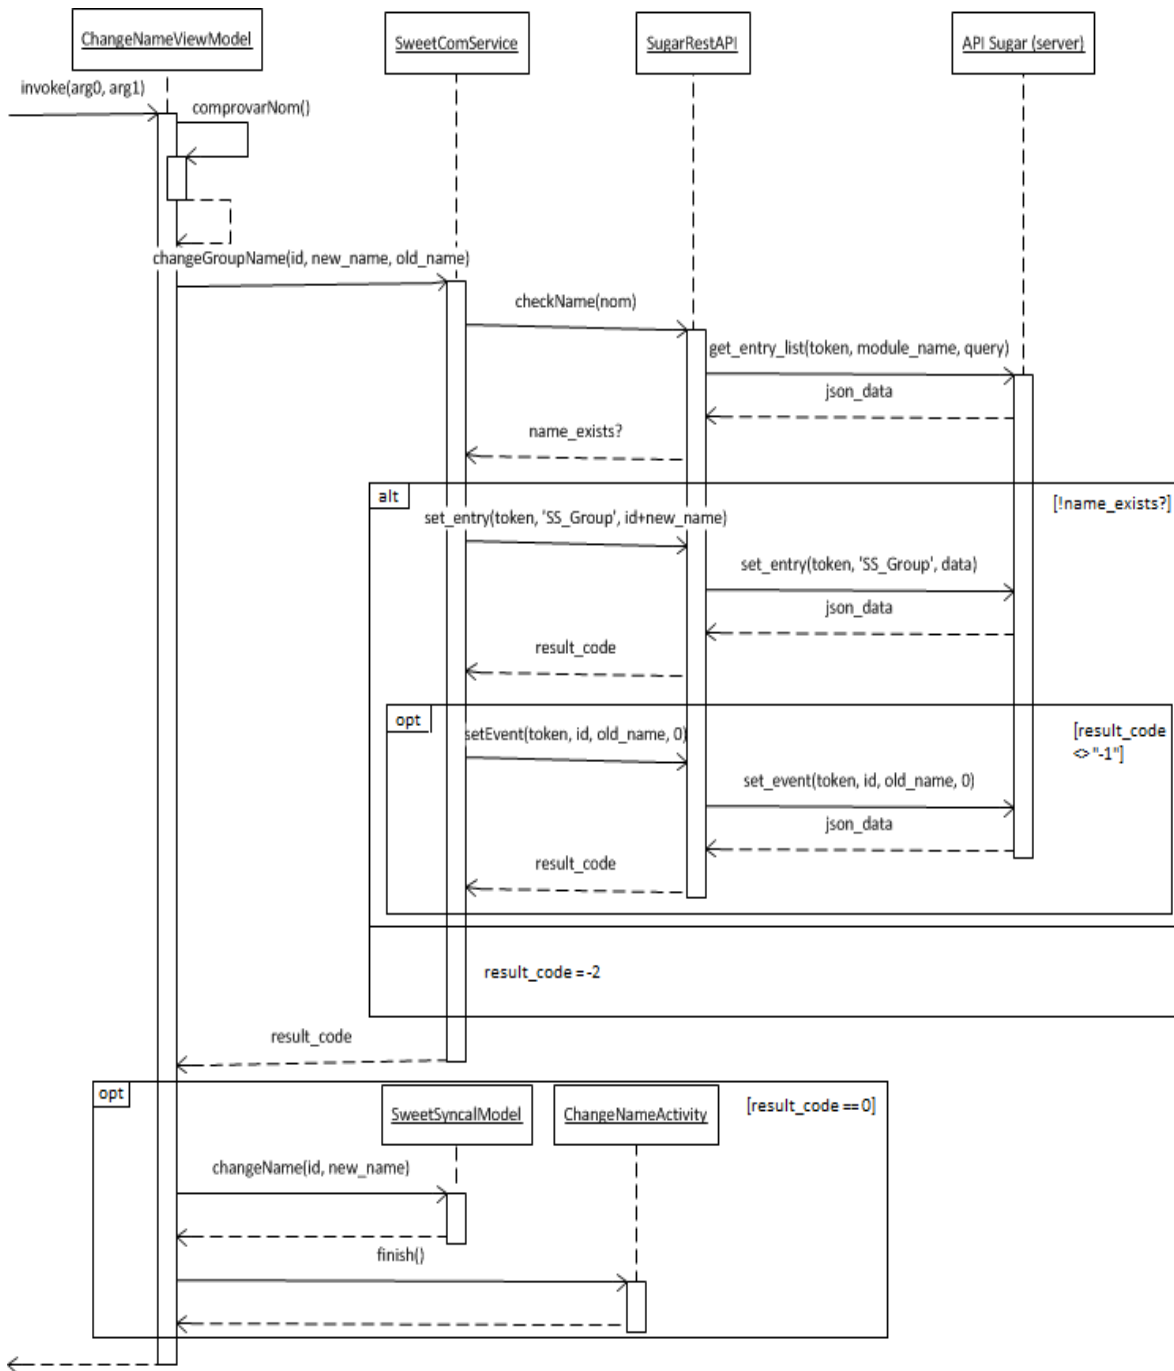 ChangeNameViewModel
SweetComService
SugarRestAPI
API Sugar (server)
invoke(arg0, arg1)
comprovarNom()
changeGroupName(id, new_name, old_name)
checkName(nom)
get_entry_list(token, module_name, query)
json_data
name_exists?
alt
[!name_exists?]
set_entry(token, 'SS_Group', id+new_name)
set_entry(token, 'SS_Group', data)
json_data
result_code
opt
setEvent(token, id, old_name, 0)
[result_code
<> "-1"]
set_event(token, id, old_name, 0)
json_data
result_code
result_code = -2
result_code
opt
SweetSyncalModel
ChangeNameActivity
[result_code == 0]
changeName(id, new_name)
finish()